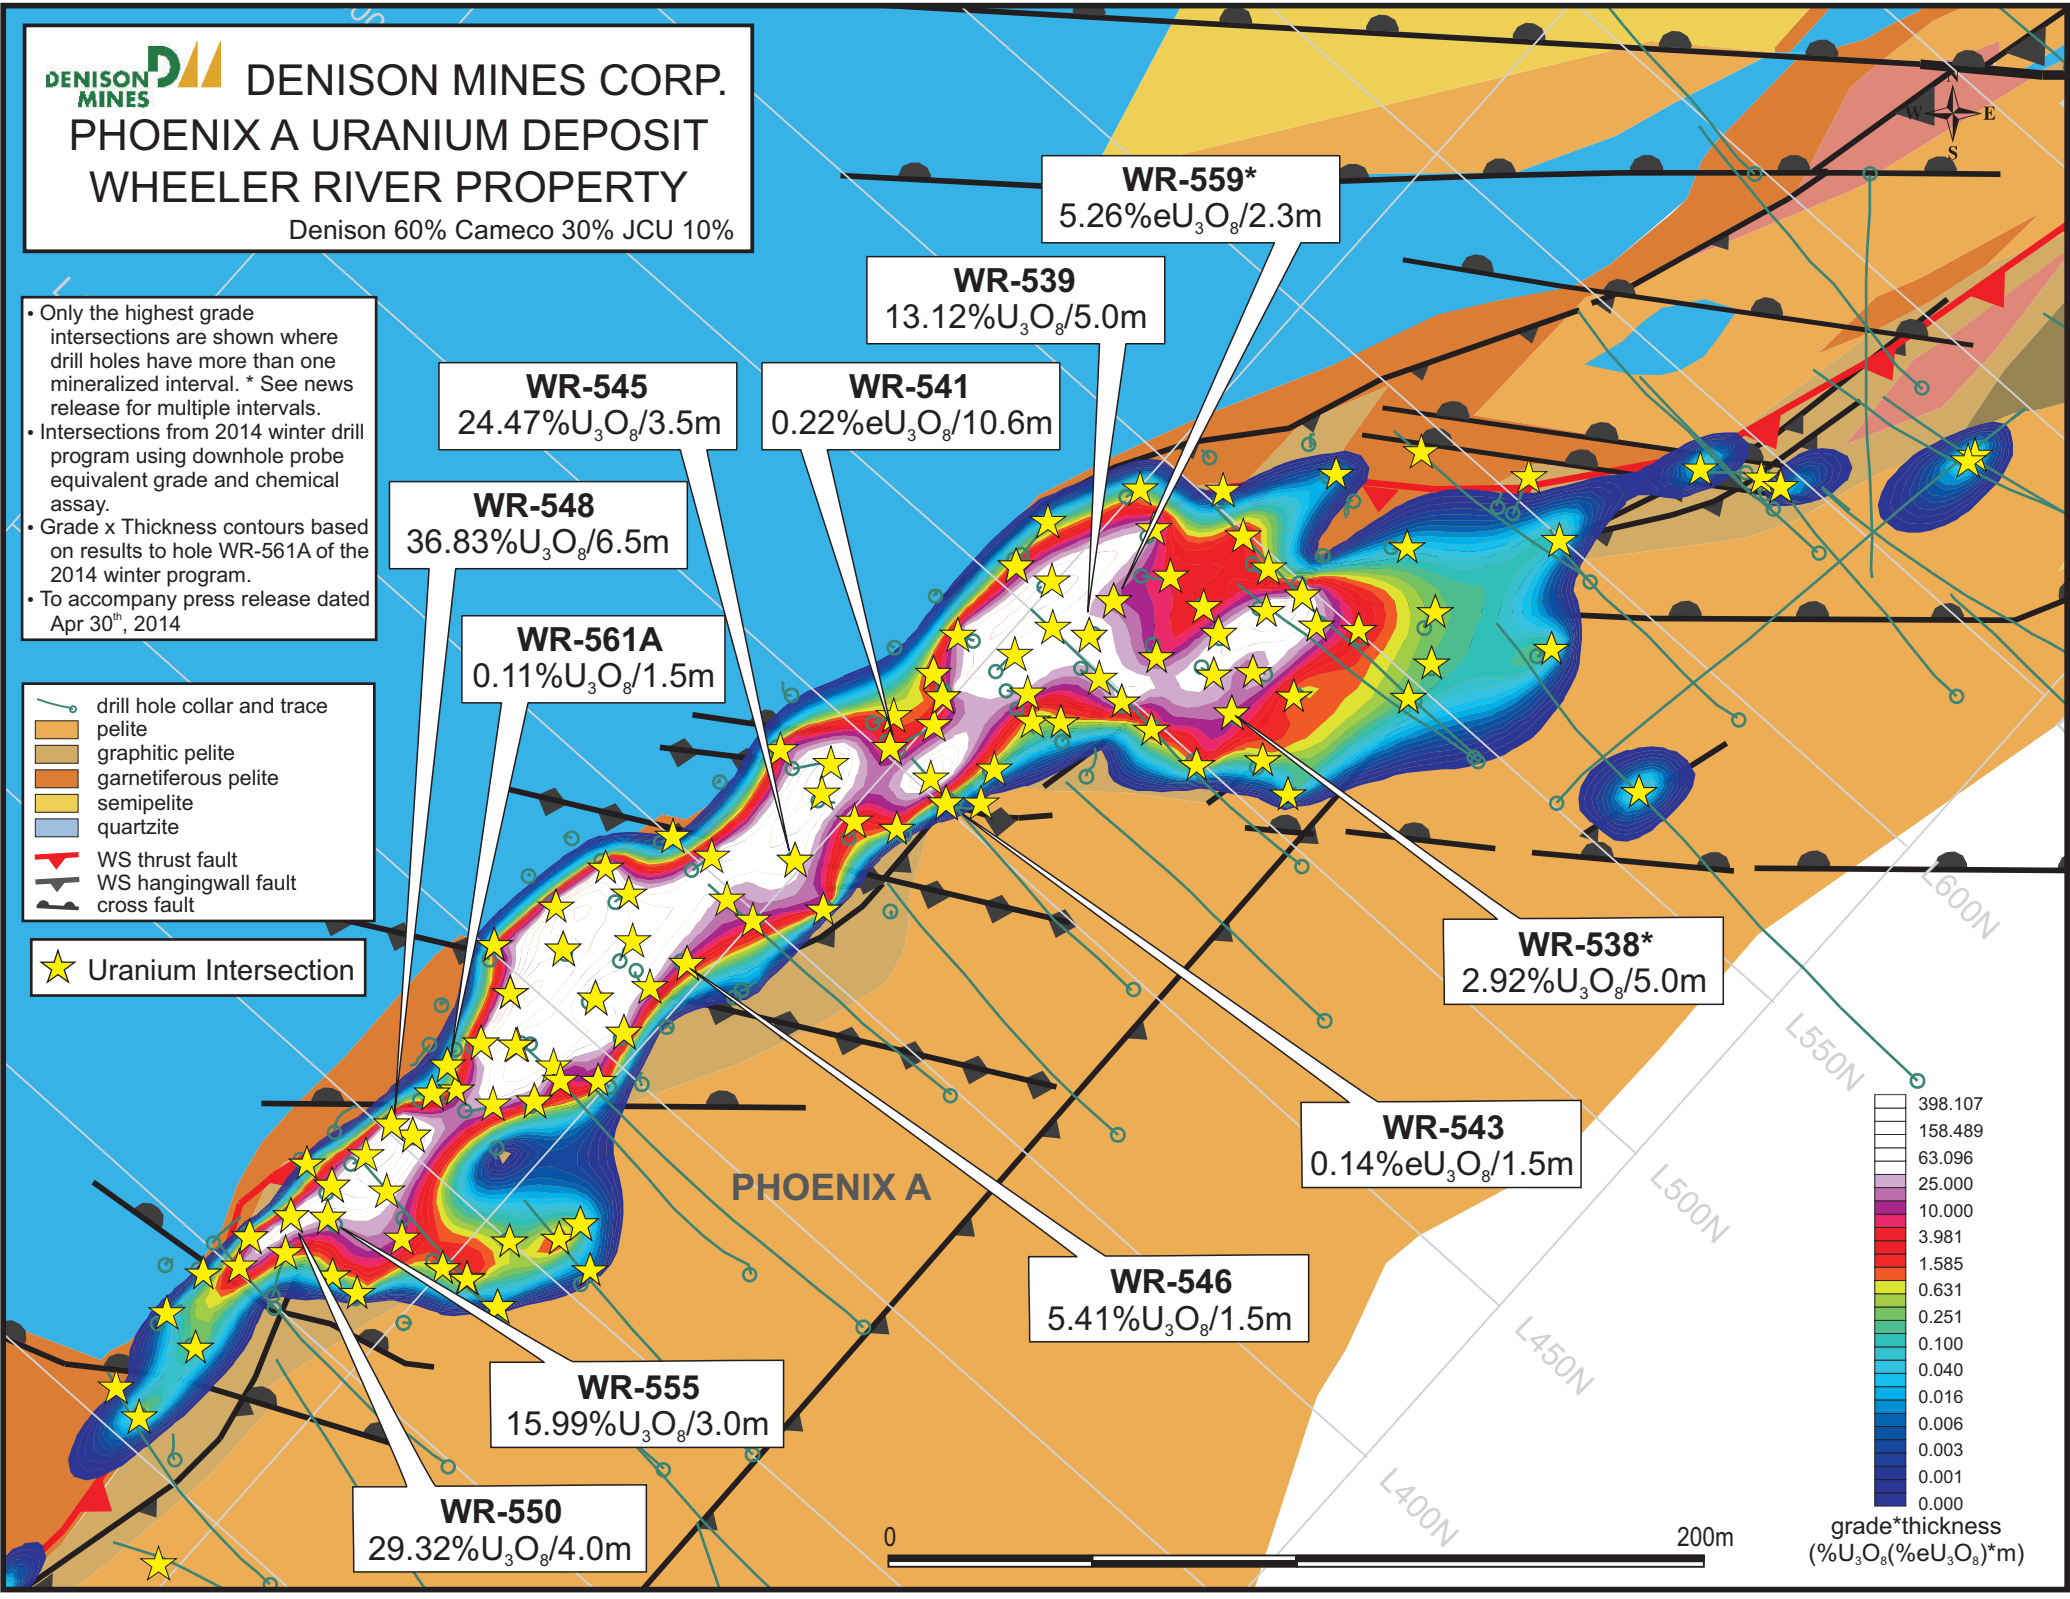 DENISON MINES
DENISON MINES CORP.
PHOENIX A URANIUM DEPOSIT
WHEELER RIVER PROPERTY
Denison 60% Cameco 30% JCU 10%
• Only the highest grade
intersections are shown where
drill holes have more than one
mineralized interval. * See news
release for multiple intervals.
• Intersections from 2014 winter drill
program using downhole probe
equivalent grade and chemical
assay.
• Grade x Thickness contours based
on results to hole WR-561A of the
2014 winter program.
• To accompany press release dated
Apr 30th, 2014
drill hole collar and trace
pelite
graphitic pelite
garnetiferous pelite
semipelite
quartzite
WS thrust fault
WS hangingwall fault
cross fault
Uranium Intersection
N
W E
S
WR-559*
5.26%eU₃O₈/2.3m
WR-539
13.12%U₃O₈/5.0m
WR-545
24.47%U₃O₈/3.5m
WR-541
0.22%eU₃O₈/10.6m
WR-548
36.83%U₃O₈/6.5m
WR-561A
0.11%U₃O₈/1.5m
WR-538*
2.92%U₃O₈/5.0m
WR-543
0.14%eU₃O₈/1.5m
WR-546
5.41%U₃O₈/1.5m
WR-555
15.99%U₃O₈/3.0m
WR-550
29.32%U₃O₈/4.0m
PHOENIX A
L600N
L550N
L500N
L450N
L400N
0 200m
398.107
158.489
63.096
25.000
10.000
3.981
1.585
0.631
0.251
0.100
0.040
0.016
0.006
0.003
0.001
0.000
grade*thickness
(%U₃O₈(%eU₃O₈)*m)